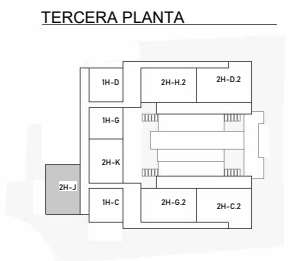 TERCERA PLANTA
1H-D
2H-H.2
2H-D.2
1H-G
2H-K
2H-J
1H-C
2H-G.2
2H-C.2